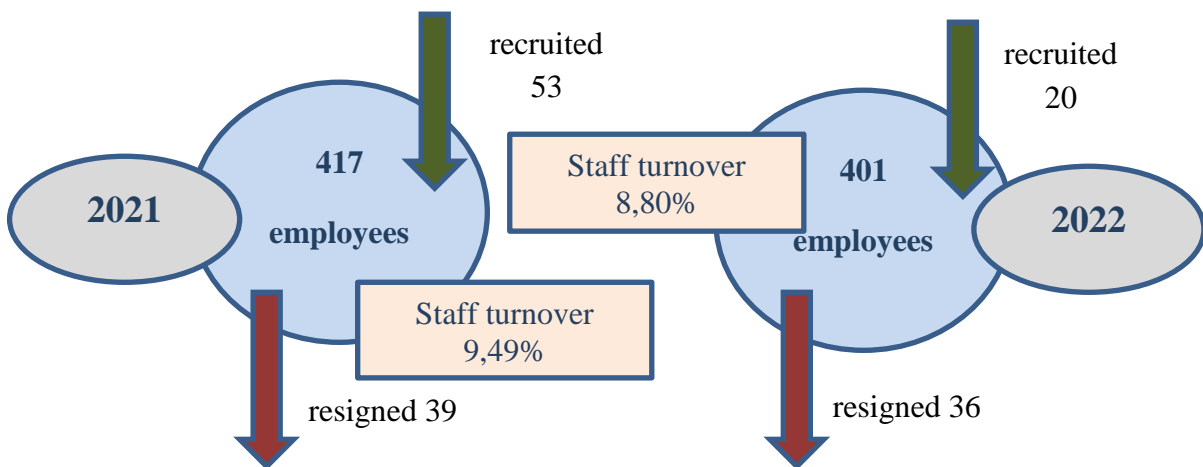 recruited
53
417
employees
2021
Staff turnover
9,49%
resigned 39
recruited
20
Staff turnover
8,80%
401
employees
2022
resigned 36